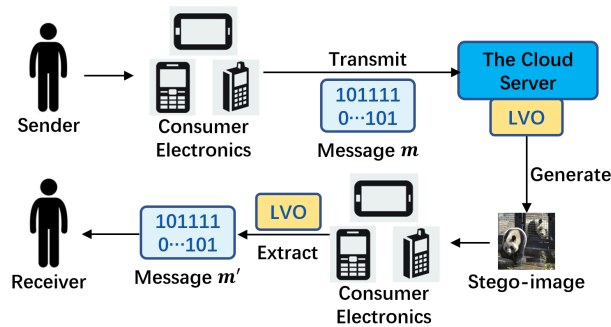 Sender
Consumer
Electronics
Transmit
101111
0···101
Message m
The Cloud
Server
LVO
Generate
Receiver
101111
0···101
Message m′
LVO
Extract
Consumer
Electronics
Stego-image